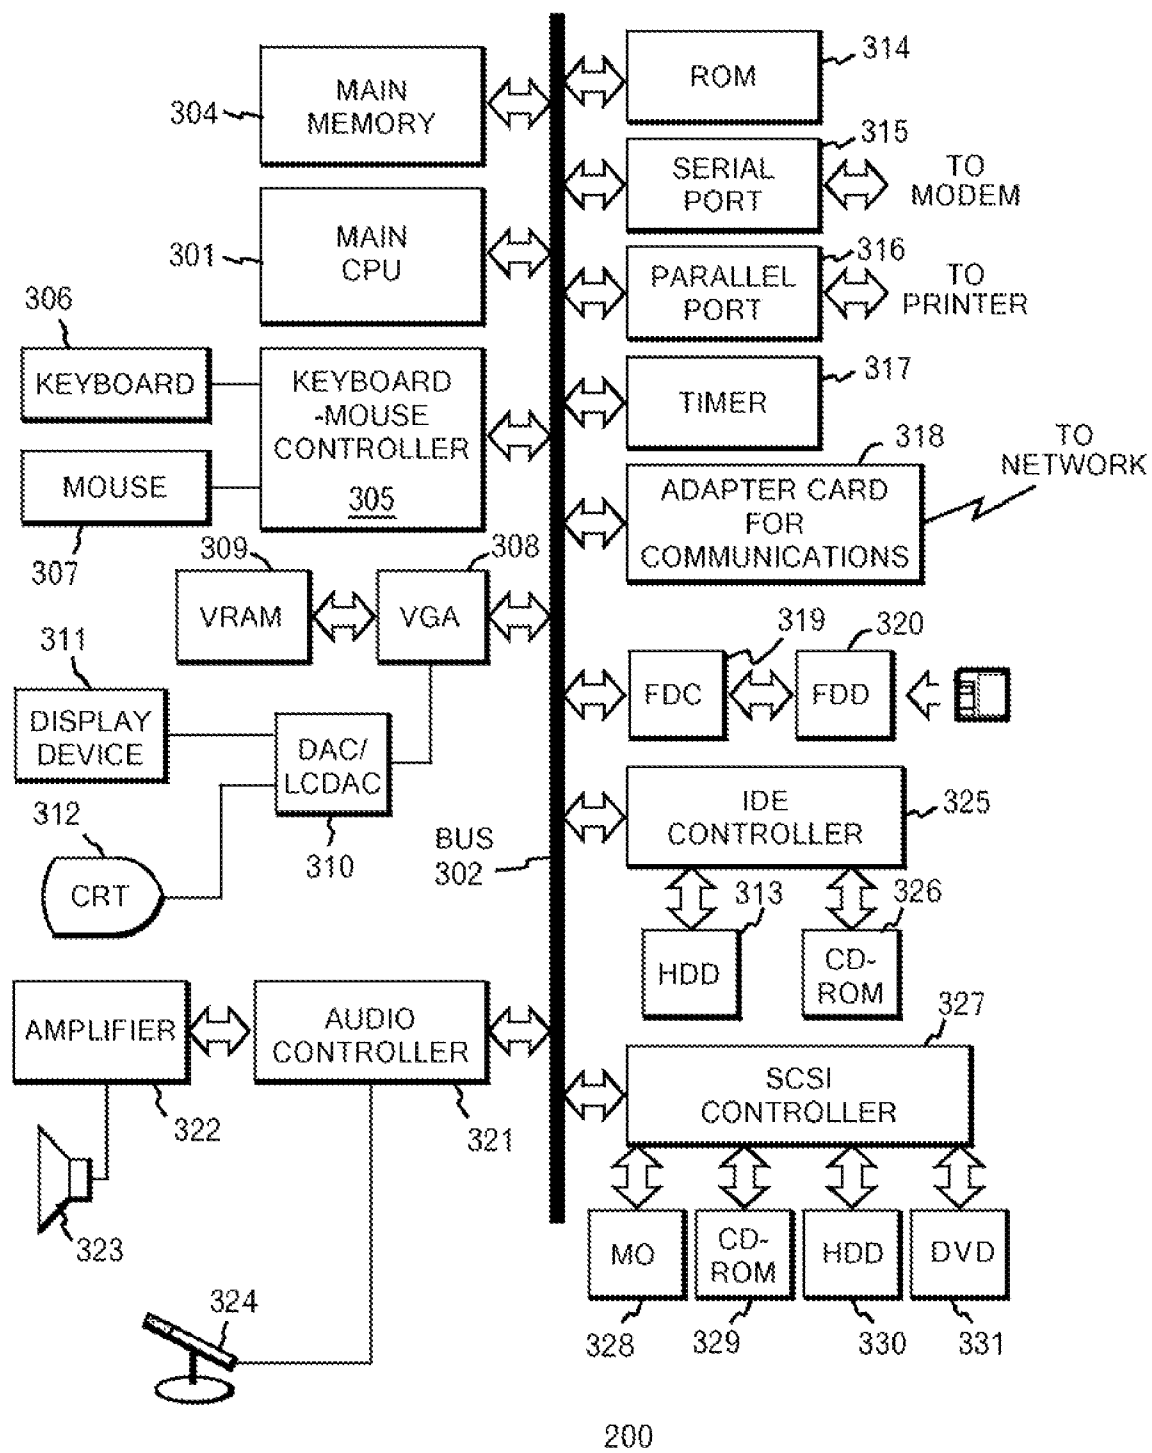 MAIN
MEMORY
304
ROM
314
SERIAL
PORT
315
TO
MODEM
MAIN
CPU
301
PARALLEL
PORT
316
TO
PRINTER
306
KEYBOARD
KEYBOARD
-MOUSE
CONTROLLER
305
MOUSE
307
TIMER
317
318
ADAPTER CARD
FOR
COMMUNICATIONS
TO
NETWORK
309
VRAM
308
VGA
311
DISPLAY
DEVICE
DAC/
LCDAC
310
312
CRT
BUS
302
319
FDC
320
FDD
IDE
CONTROLLER
325
313
HDD
326
CD-
ROM
AMPLIFIER
322
AUDIO
CONTROLLER
321
323
324
327
SCSI
CONTROLLER
MO
328
CD-
ROM
329
HDD
330
DVD
331
200